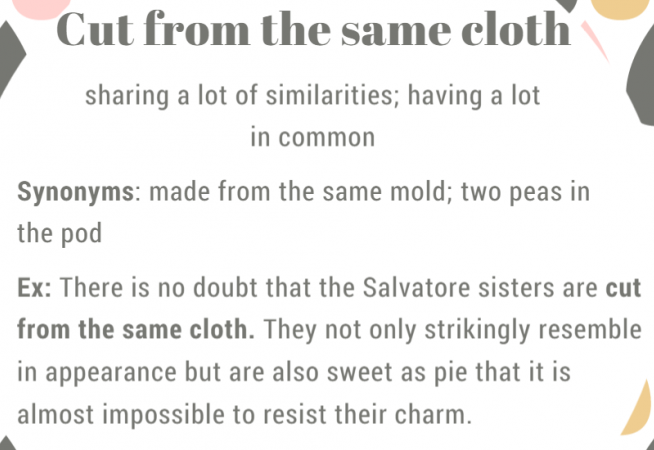 Cut from the same cloth
sharing a lot of similarities; having a lot
in common
Synonyms: made from the same mold; two peas in
the pod
Ex: There is no doubt that the Salvatore sisters are cut
from the same cloth. They not only strikingly resemble
in appearance but are also sweet as pie that it is
almost impossible to resist their charm.